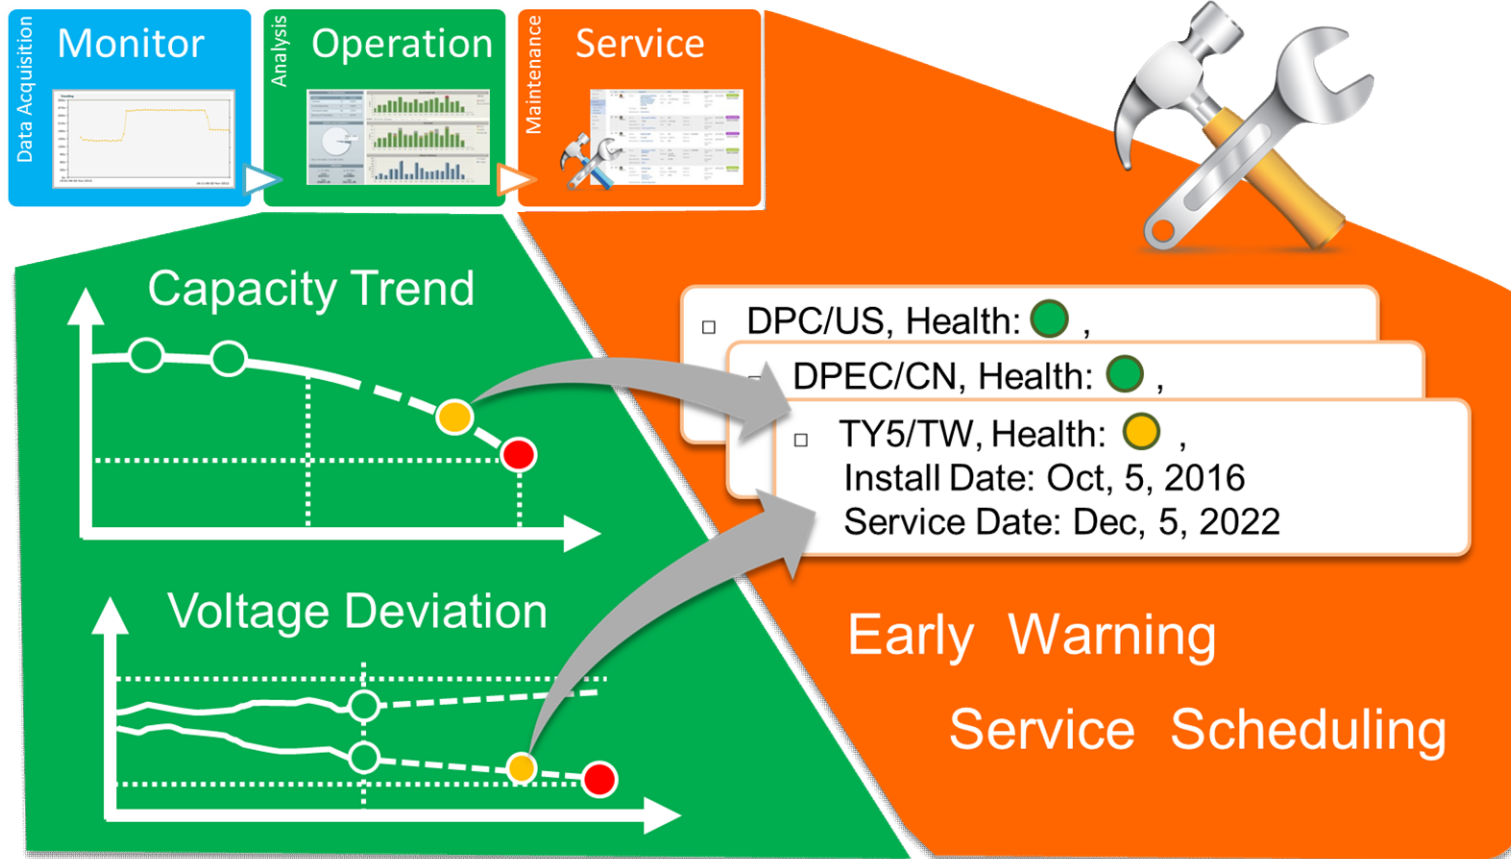 Data Acquisition
Monitor
Analysis
Operation
Maintenance
Service
Trending
Capacity Trend
Voltage Deviation
□ DPC/US, Health: ,
DPEC/CN, Health: ,
□ TY5/TW, Health: ,
Install Date: Oct, 5, 2016
Service Date: Dec, 5, 2022
Early Warning
Service Scheduling